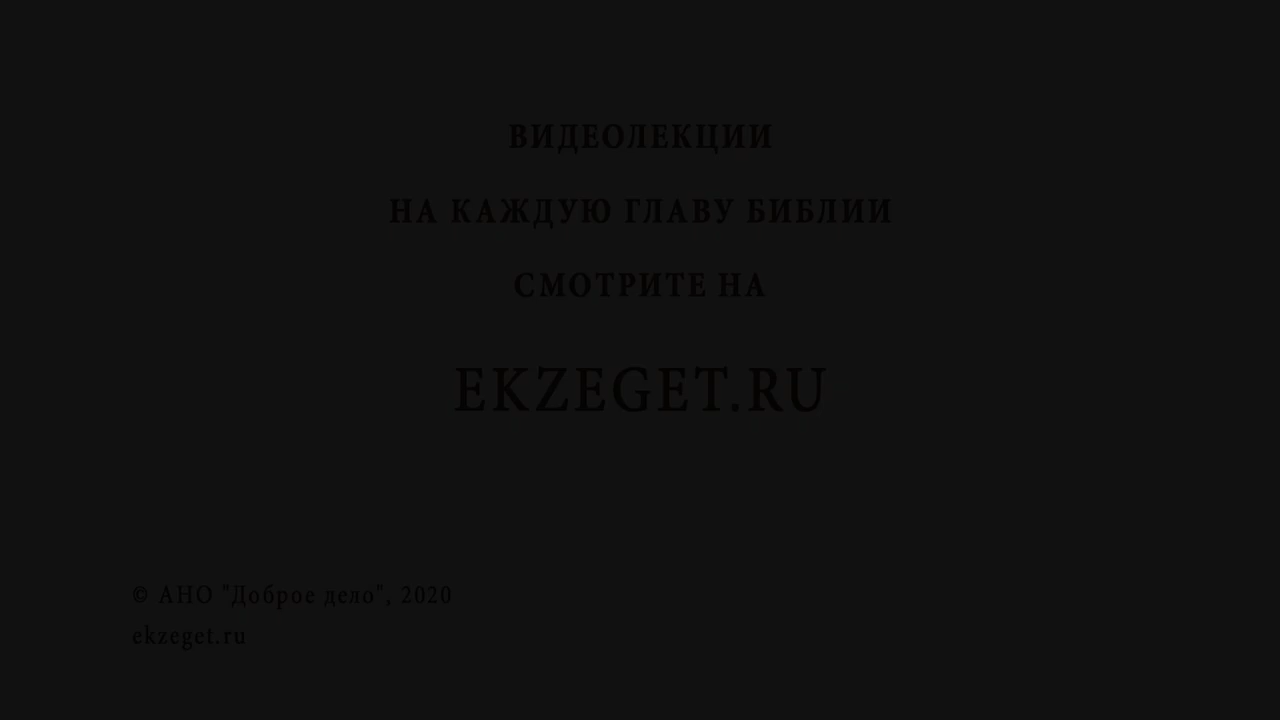 ВИДЕОЛЕКЦИИ
НА КАЖДУЮ ГЛАВУ БИБЛИИ
СМОТРИТЕ НА
EKZEGET.RU
© АНО "Доброе дело", 2020
ekzeget.ru